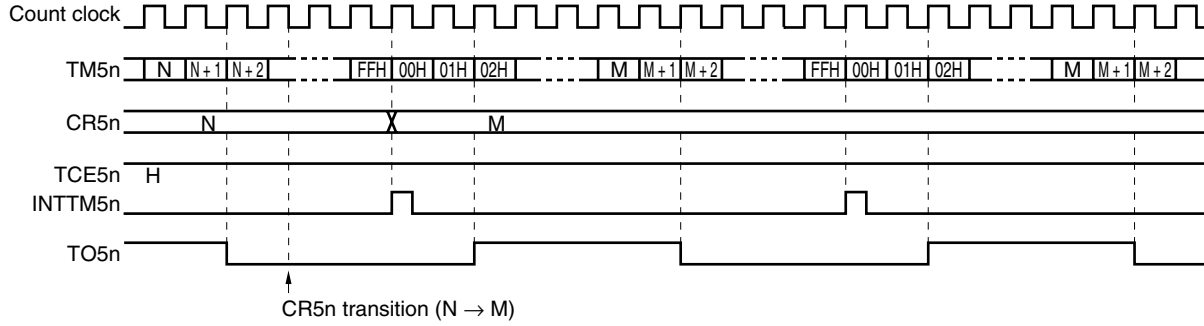 Count clock
TM5n N N + 1 N + 2 FFH 00H 01H 02H M M + 1 M + 2 FFH 00H 01H 02H M M + 1 M + 2
CR5n N M
TCE5n H
INTTM5n
TO5n
CR5n transition (N → M)